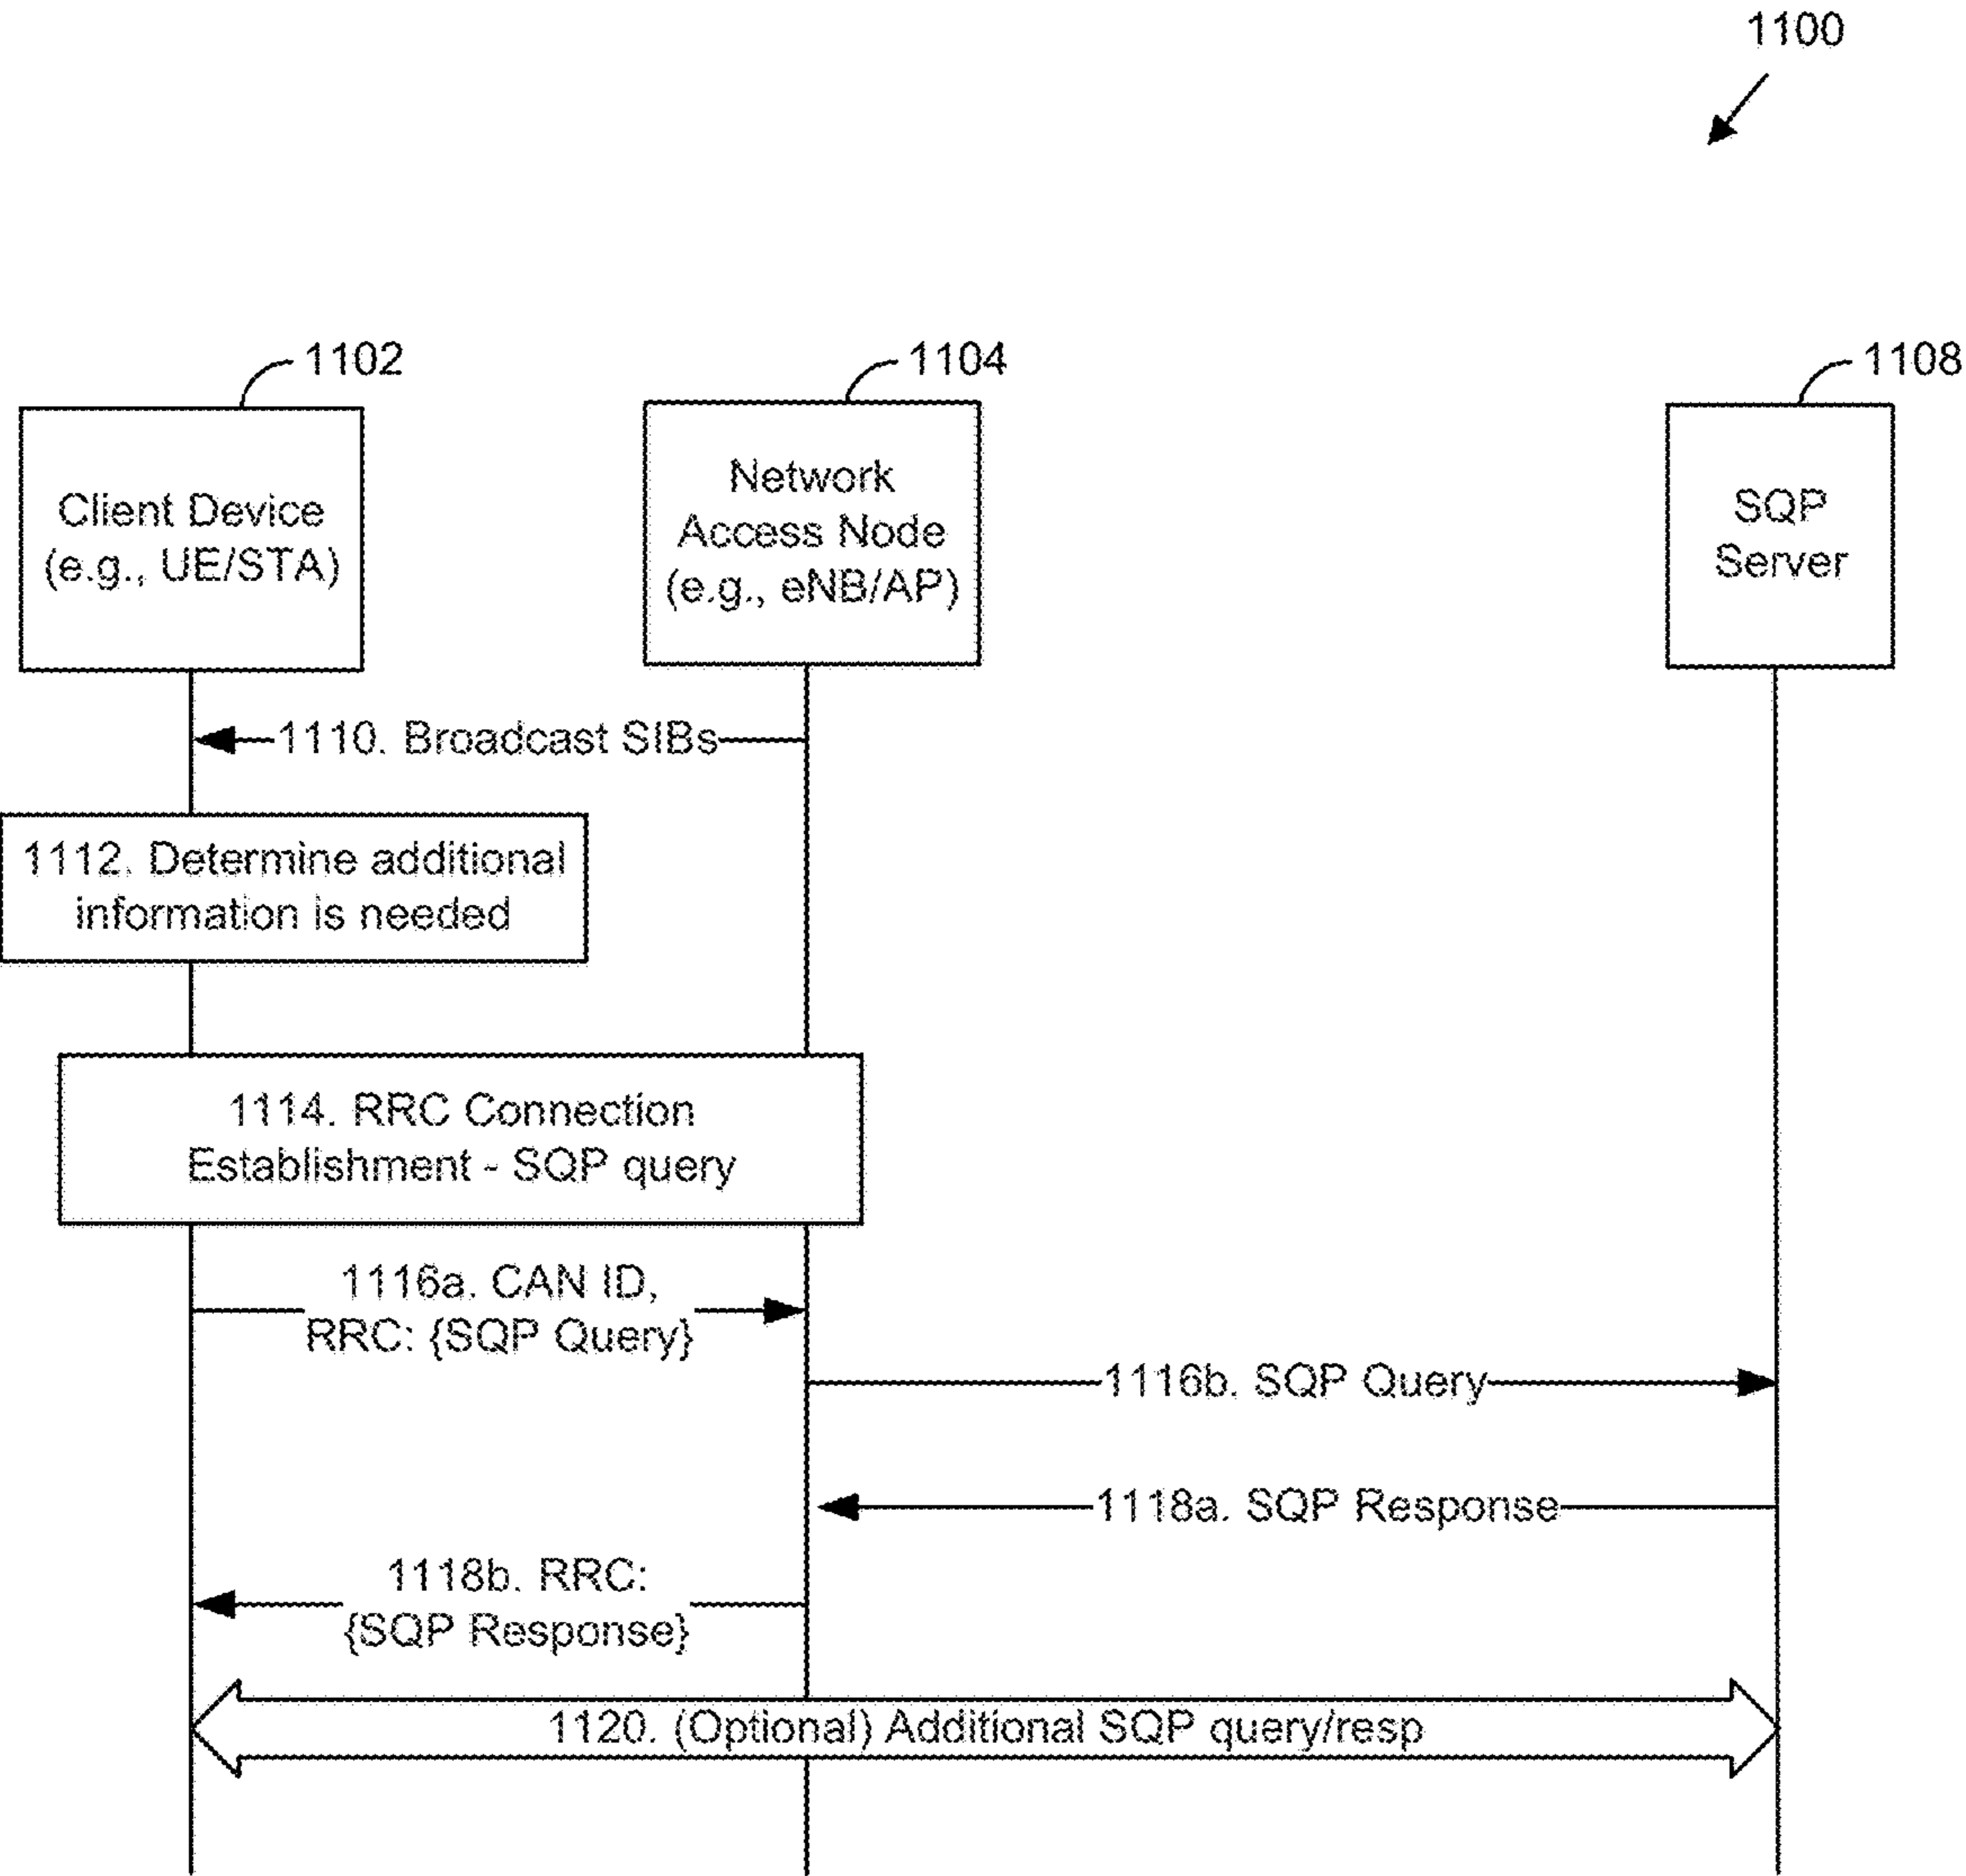 1100
1102
1104
1108
Client Device
(e.g., UE/STA)
Network
Access Node
(e.g., eNB/AP)
SQP
Server
1110. Broadcast SIBs
1112. Determine additional
information is needed
1114. RRC Connection
Establishment - SQP query
1116a. CAN ID,
RRC: {SQP Query}
1116b. SQP Query
1118a. SQP Response
1118b. RRC:
{SQP Response}
1120. (Optional) Additional SQP query/resp